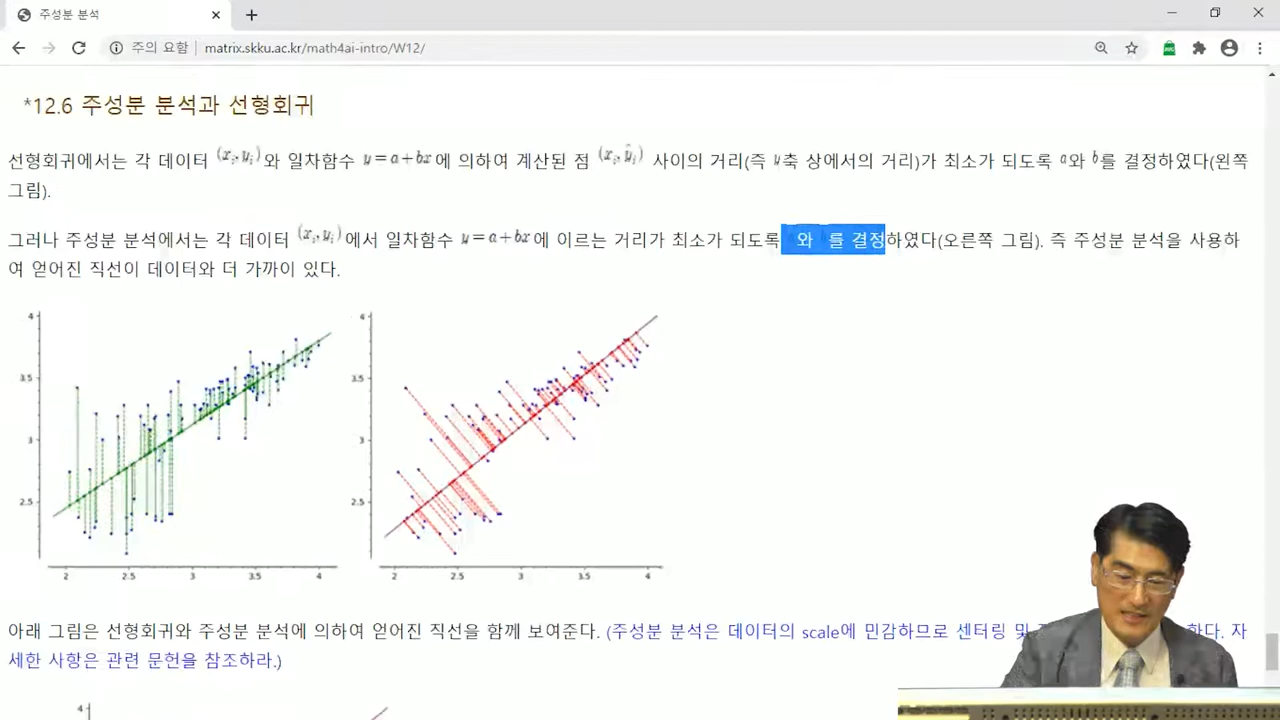 주성분 분석
주의 요함 | matrix.skku.ac.kr/math4ai-intro/W12/
*12.6 주성분 분석과 선형회귀
선형회귀에서는 각 데이터 (xᵢ, yᵢ) 와 일차함수 y = a + bx 에 의하여 계산된 점 (xᵢ, ŷᵢ) 사이의 거리(즉 y축 상에서의 거리)가 최소가 되도록 a와 b를 결정하였다(왼쪽
그림).
그러나 주성분 분석에서는 각 데이터 (xᵢ, yᵢ) 에서 일차함수 y = a + bx 에 이르는 거리가 최소가 되도록 와 를 결정하였다(오른쪽 그림). 즉 주성분 분석을 사용하
여 얻어진 직선이 데이터와 더 가까이 있다.
4
3.5
3
2.5
2 2.5 3 3.5 4
3.5
3
2.5
2 2.5 3 3.5 4
아래 그림은 선형회귀와 주성분 분석에 의하여 얻어진 직선을 함께 보여준다. (주성분 분석은 데이터의 scale에 민감하므로 센터링 및 한다. 자
세한 사항은 관련 문헌을 참조하라.)
4